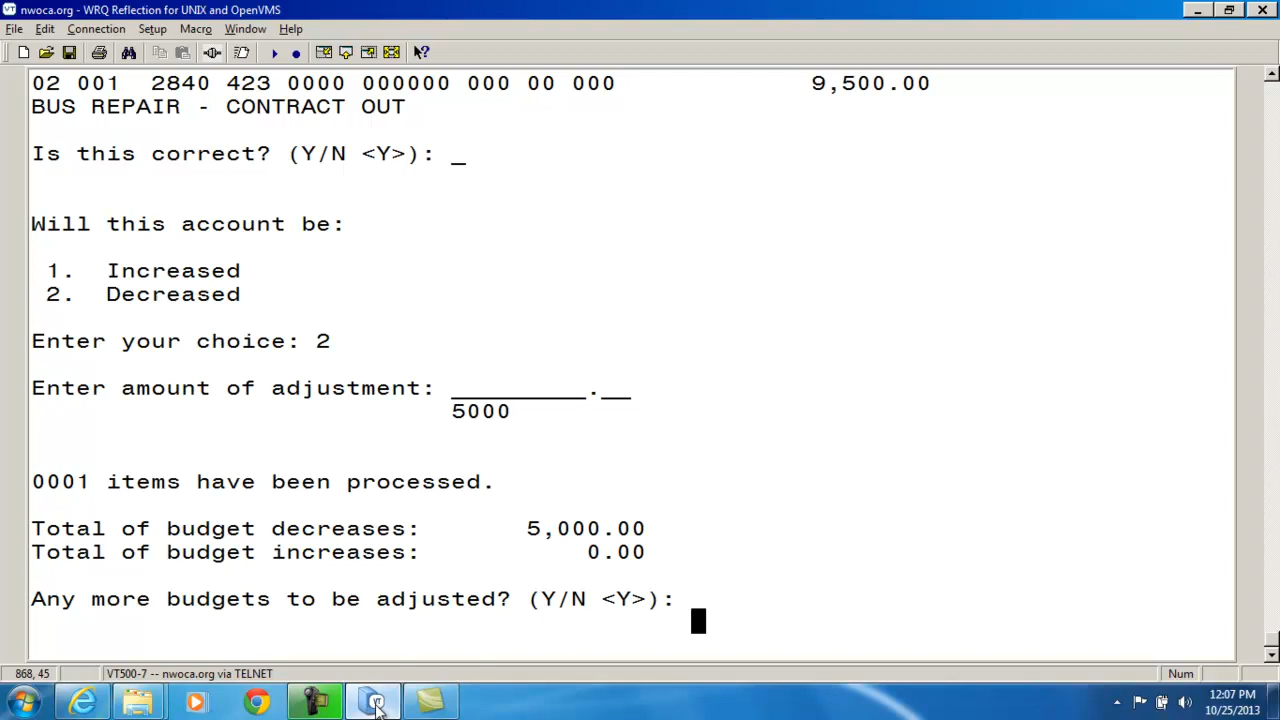 nwoca.org - WRQ Reflection for UNIX and OpenVMS
File Edit Connection Setup Macro Window Help
02 001 2840 423 0000 000000 000 00 000 9,500.00
BUS REPAIR - CONTRACT OUT
Is this correct? (Y/N <Y>): _
Will this account be:
1. Increased
2. Decreased
Enter your choice: 2
Enter amount of adjustment: _________.__
5000
0001 items have been processed.
Total of budget decreases: 5,000.00
Total of budget increases: 0.00
Any more budgets to be adjusted? (Y/N <Y>):
868, 45 VT500-7 -- nwoca.org via TELNET Num
12:07 PM
10/25/2013